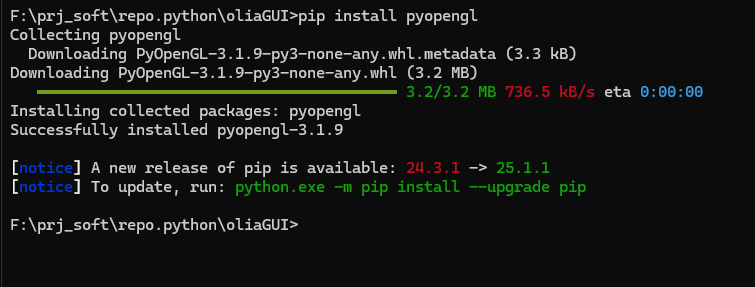 F:\prj_soft\repo.python\oliaGUI>pip install pyopengl
Collecting pyopengl
  Downloading PyOpenGL-3.1.9-py3-none-any.whl.metadata (3.3 kB)
Downloading PyOpenGL-3.1.9-py3-none-any.whl (3.2 MB)
3.2/3.2 MB 736.5 kB/s eta 0:00:00
Installing collected packages: pyopengl
Successfully installed pyopengl-3.1.9

[notice] A new release of pip is available: 24.3.1 -> 25.1.1
[notice] To update, run: python.exe -m pip install --upgrade pip

F:\prj_soft\repo.python\oliaGUI>